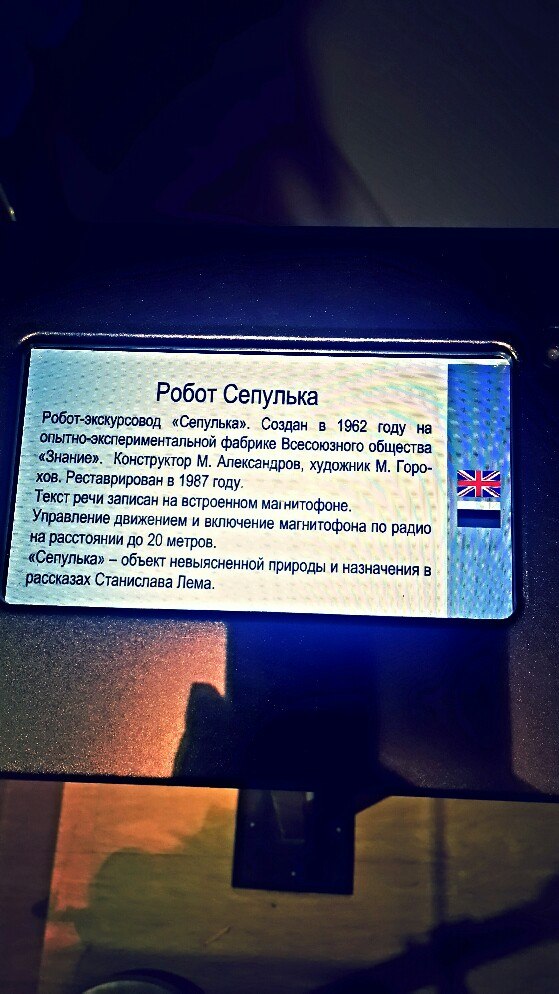 Робот Сепулька
Робот-экскурсовод «Сепулька». Создан в 1962 году на
опытно-экспериментальной фабрике Всесоюзного общества
«Знание». Конструктор М. Александров, художник М. Горо-
хов. Реставрирован в 1987 году.
Текст речи записан на встроенном магнитофоне.
Управление движением и включение магнитофона по радио
на расстоянии до 20 метров.
«Сепулька» – объект невыясненной природы и назначения в
рассказах Станислава Лема.